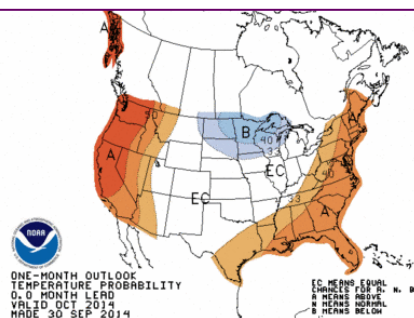 A
40
B
40
33
A
EC
A
40
EC
33
A
NOAA
ONE-MONTH OUTLOOK
TEMPERATURE PROBABILITY
0.0 MONTH LEAD
VALID OCT 2014
MADE 30 SEP 2014
EC MEANS EQUAL
CHANCES FOR A, N, B
A MEANS ABOVE
N MEANS NORMAL
B MEANS BELOW